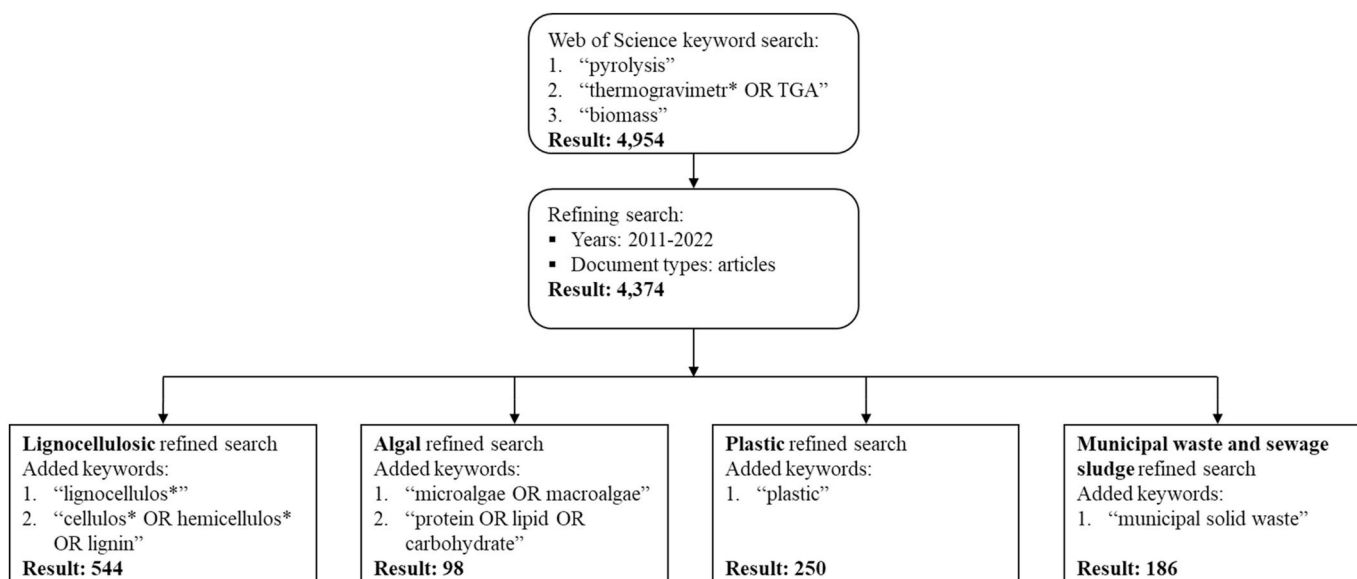 Web of Science keyword search:
1. “pyrolysis”
2. “thermogravimetr* OR TGA”
3. “biomass”
Result: 4,954
Refining search:
▪ Years: 2011-2022
▪ Document types: articles
Result: 4,374
Lignocellulosic refined search
Added keywords:
1. “lignocellulos*”
2. “cellulos* OR hemicellulos*
OR lignin”
Result: 544
Algal refined search
Added keywords:
1. “microalgae OR macroalgae”
2. “protein OR lipid OR
carbohydrate”
Result: 98
Plastic refined search
Added keywords:
1. “plastic”
Result: 250
Municipal waste and sewage
sludge refined search
Added keywords:
1. “municipal solid waste”
Result: 186